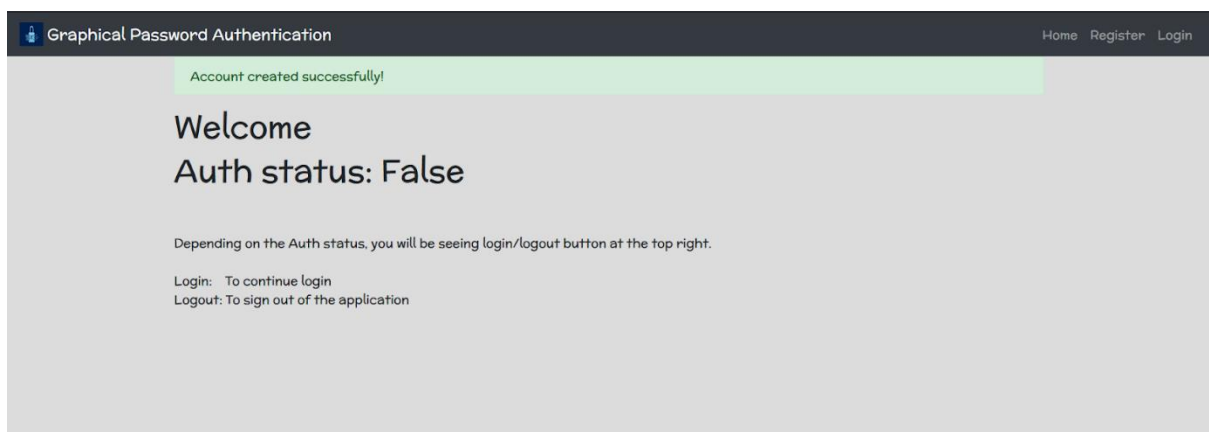 Graphical Password Authentication
Home Register Login
Account created successfully!
Welcome
Auth status: False
Depending on the Auth status, you will be seeing login/logout button at the top right.
Login: To continue login
Logout: To sign out of the application